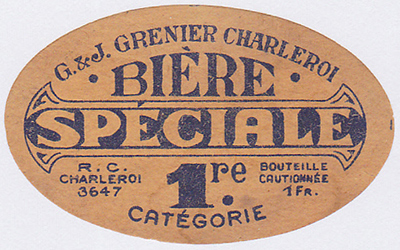 G. & J. GRENIER CHARLEROI
· BIÈRE ·
SPÉCIALE
R.C.
CHARLEROI
3647
1.re
BOUTEILLE
CAUTIONNÉE
1 FR.
CATÉGORIE